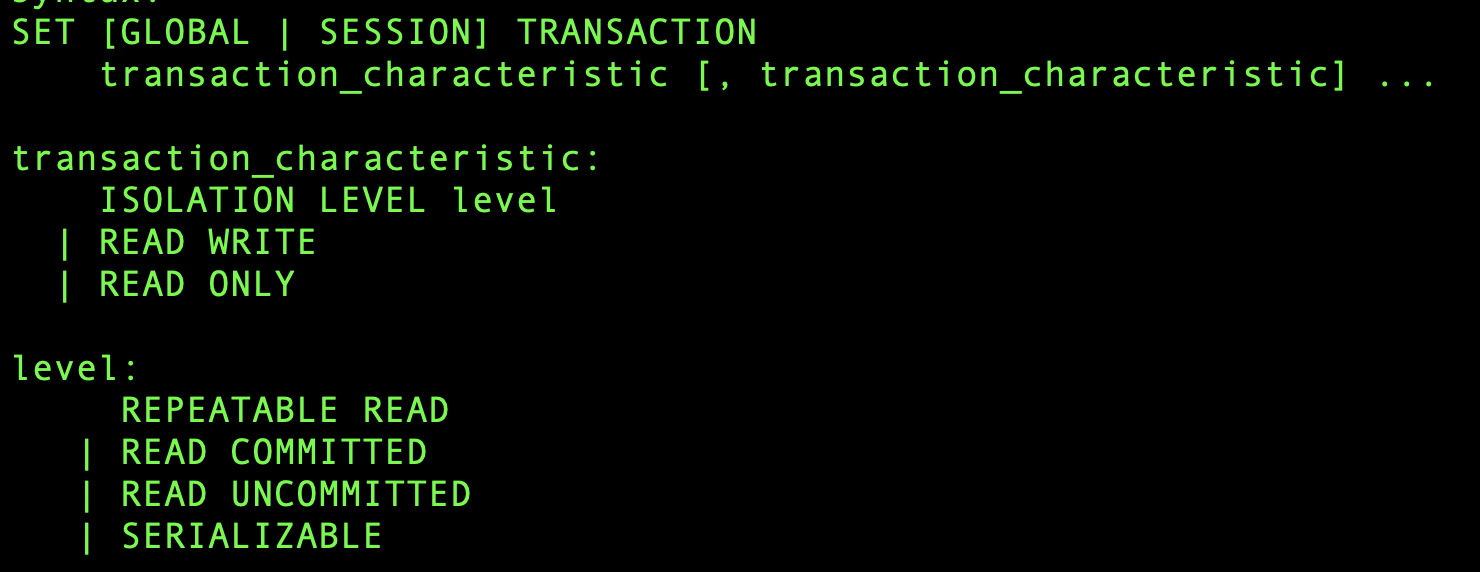 SET [GLOBAL | SESSION] TRANSACTION
    transaction_characteristic [, transaction_characteristic] ...

transaction_characteristic:
    ISOLATION LEVEL level
  | READ WRITE
  | READ ONLY

level:
     REPEATABLE READ
   | READ COMMITTED
   | READ UNCOMMITTED
   | SERIALIZABLE